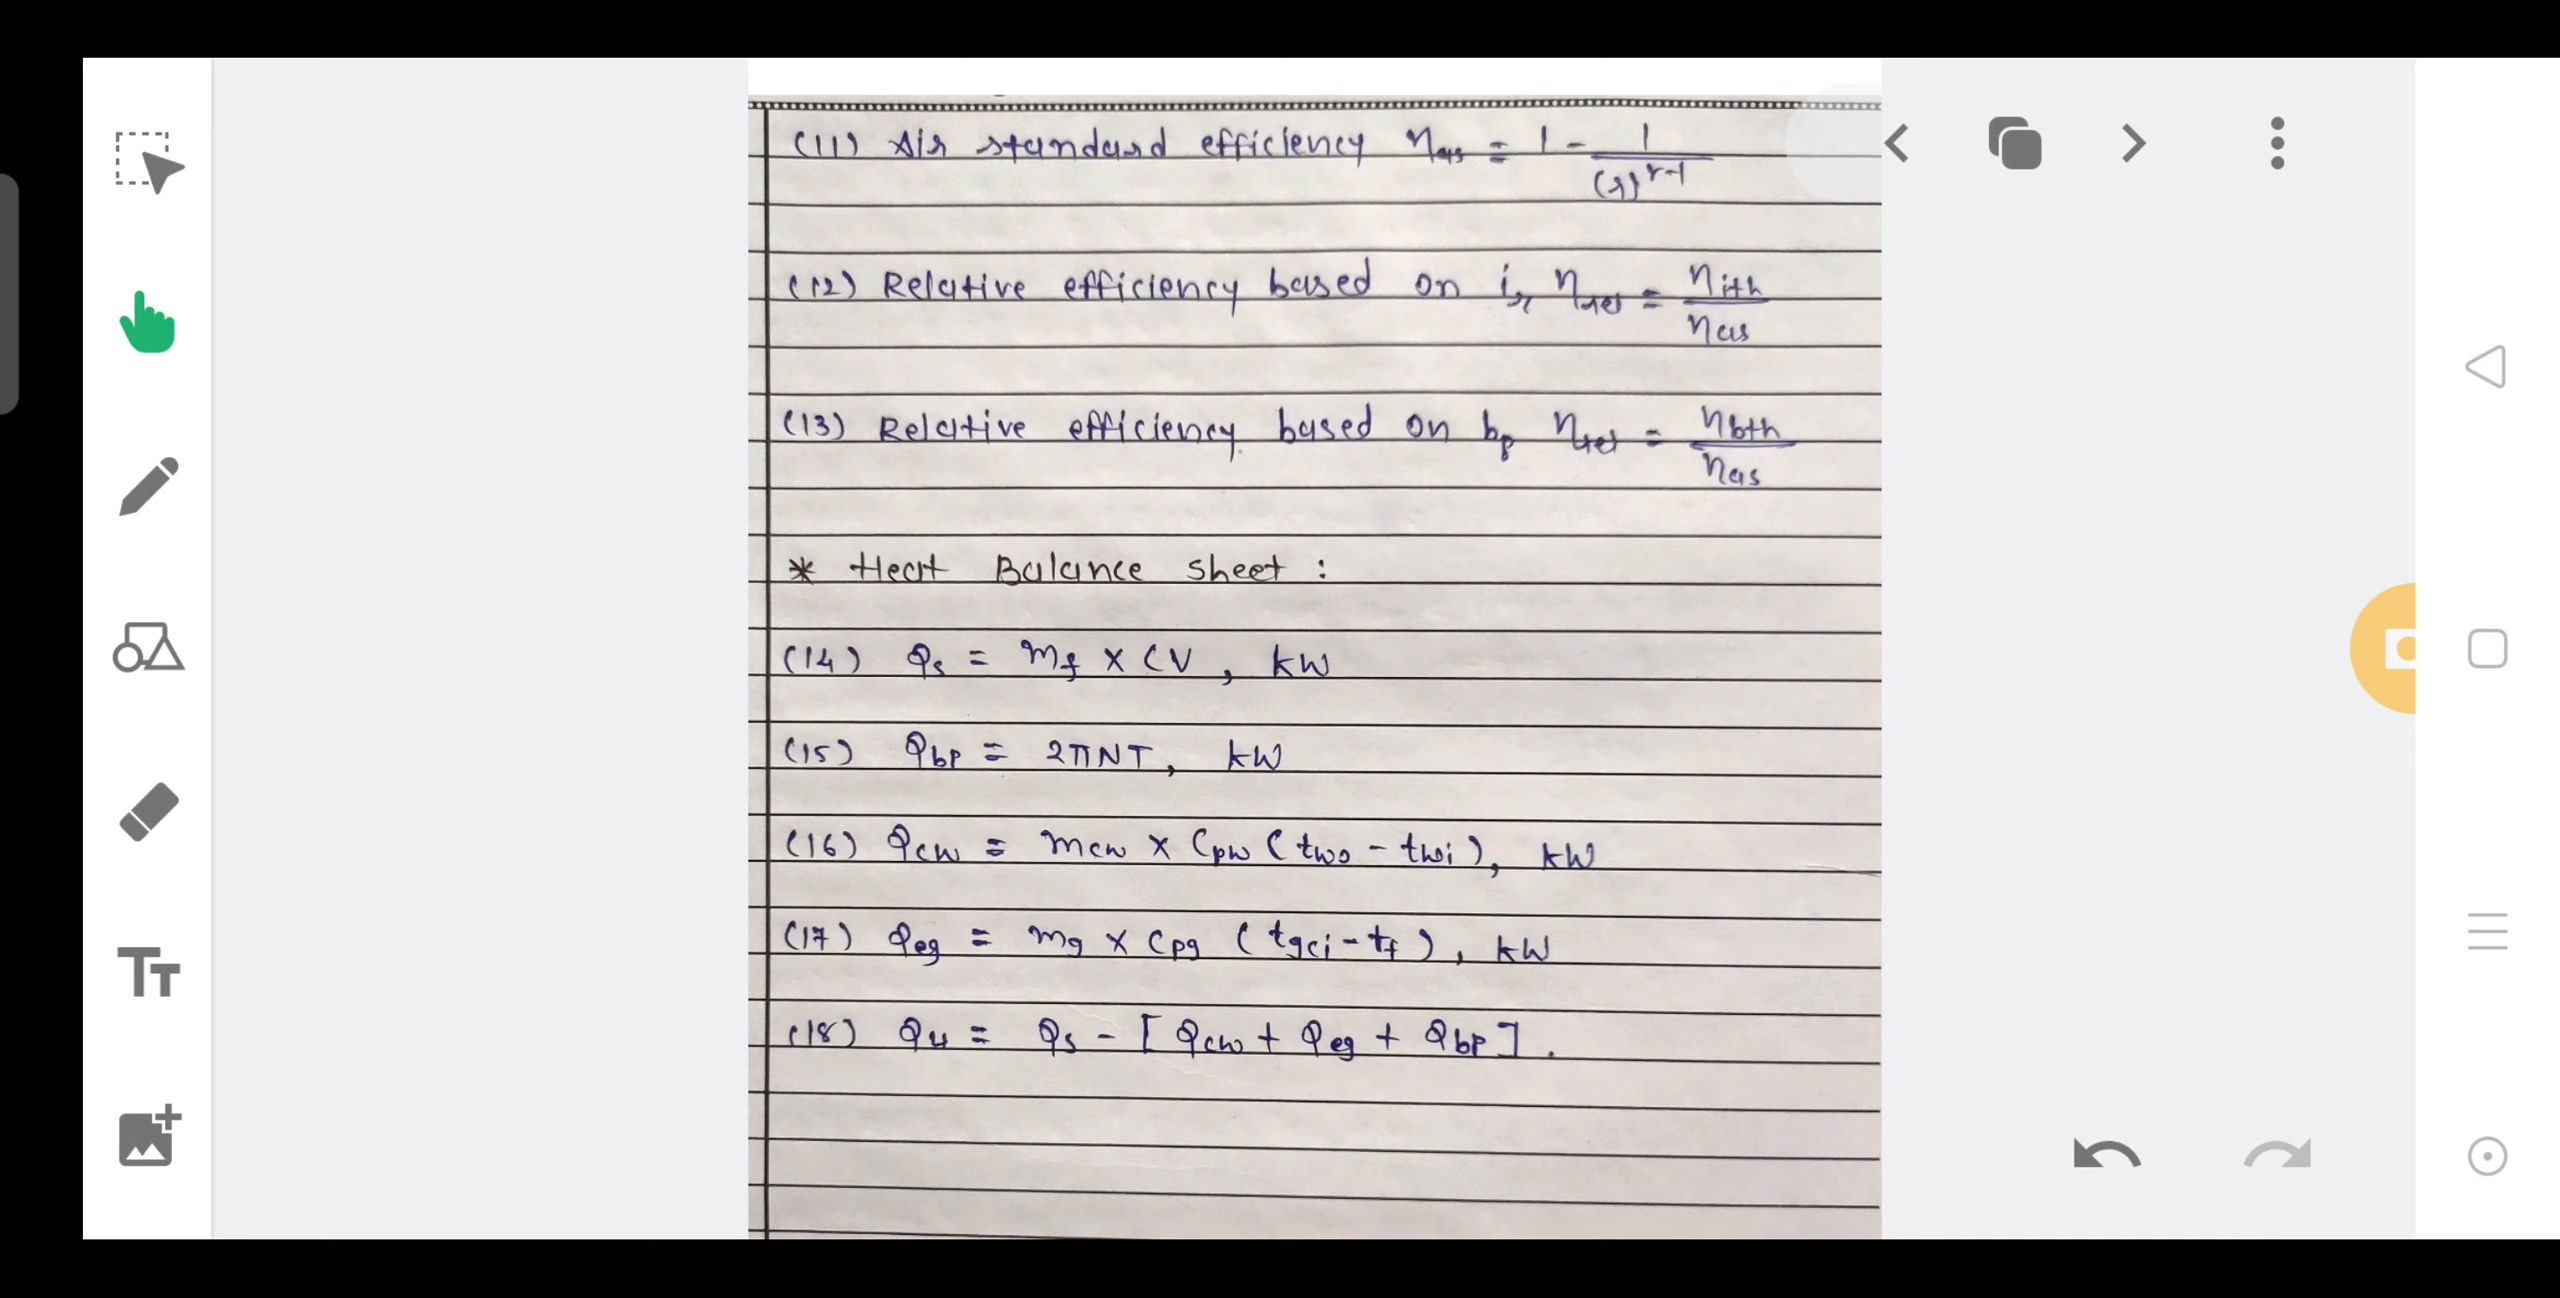 (11) Air standard efficiency ηas = 1 - 1/(r)^γ-1
(12) Relative efficiency based on ip ηrel = ηith/ηas
(13) Relative efficiency based on bp ηrel = ηbth/ηas
* Heat Balance sheet :
(14) Qs = mf × CV, kW
(15) Qbp = 2πNT, kW
(16) Qcw = mcw × Cpw (two - twi), kW
(17) Qeg = mg × Cpg (tgci - tf), kW
(18) Qu = Qs - [Qcw + Qeg + Qbp].